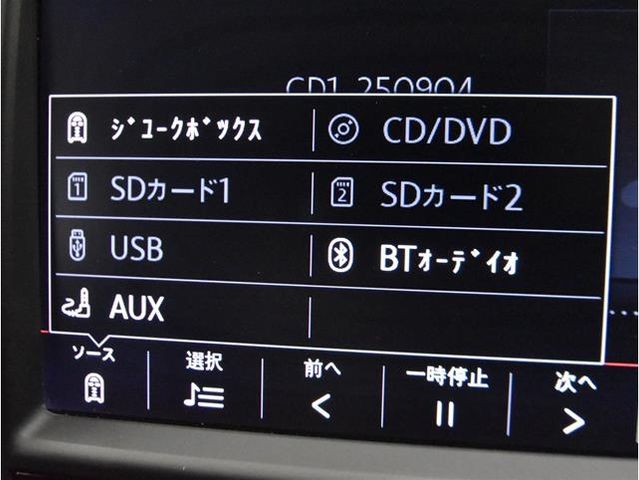 CD1 250904
ｼﾞｭｰｸﾎﾞｯｸｽ
CD/DVD
SDカード1
SDカード2
USB
BTｵｰﾃﾞｨｵ
AUX
ソース
選択
前へ
一時停止
次へ